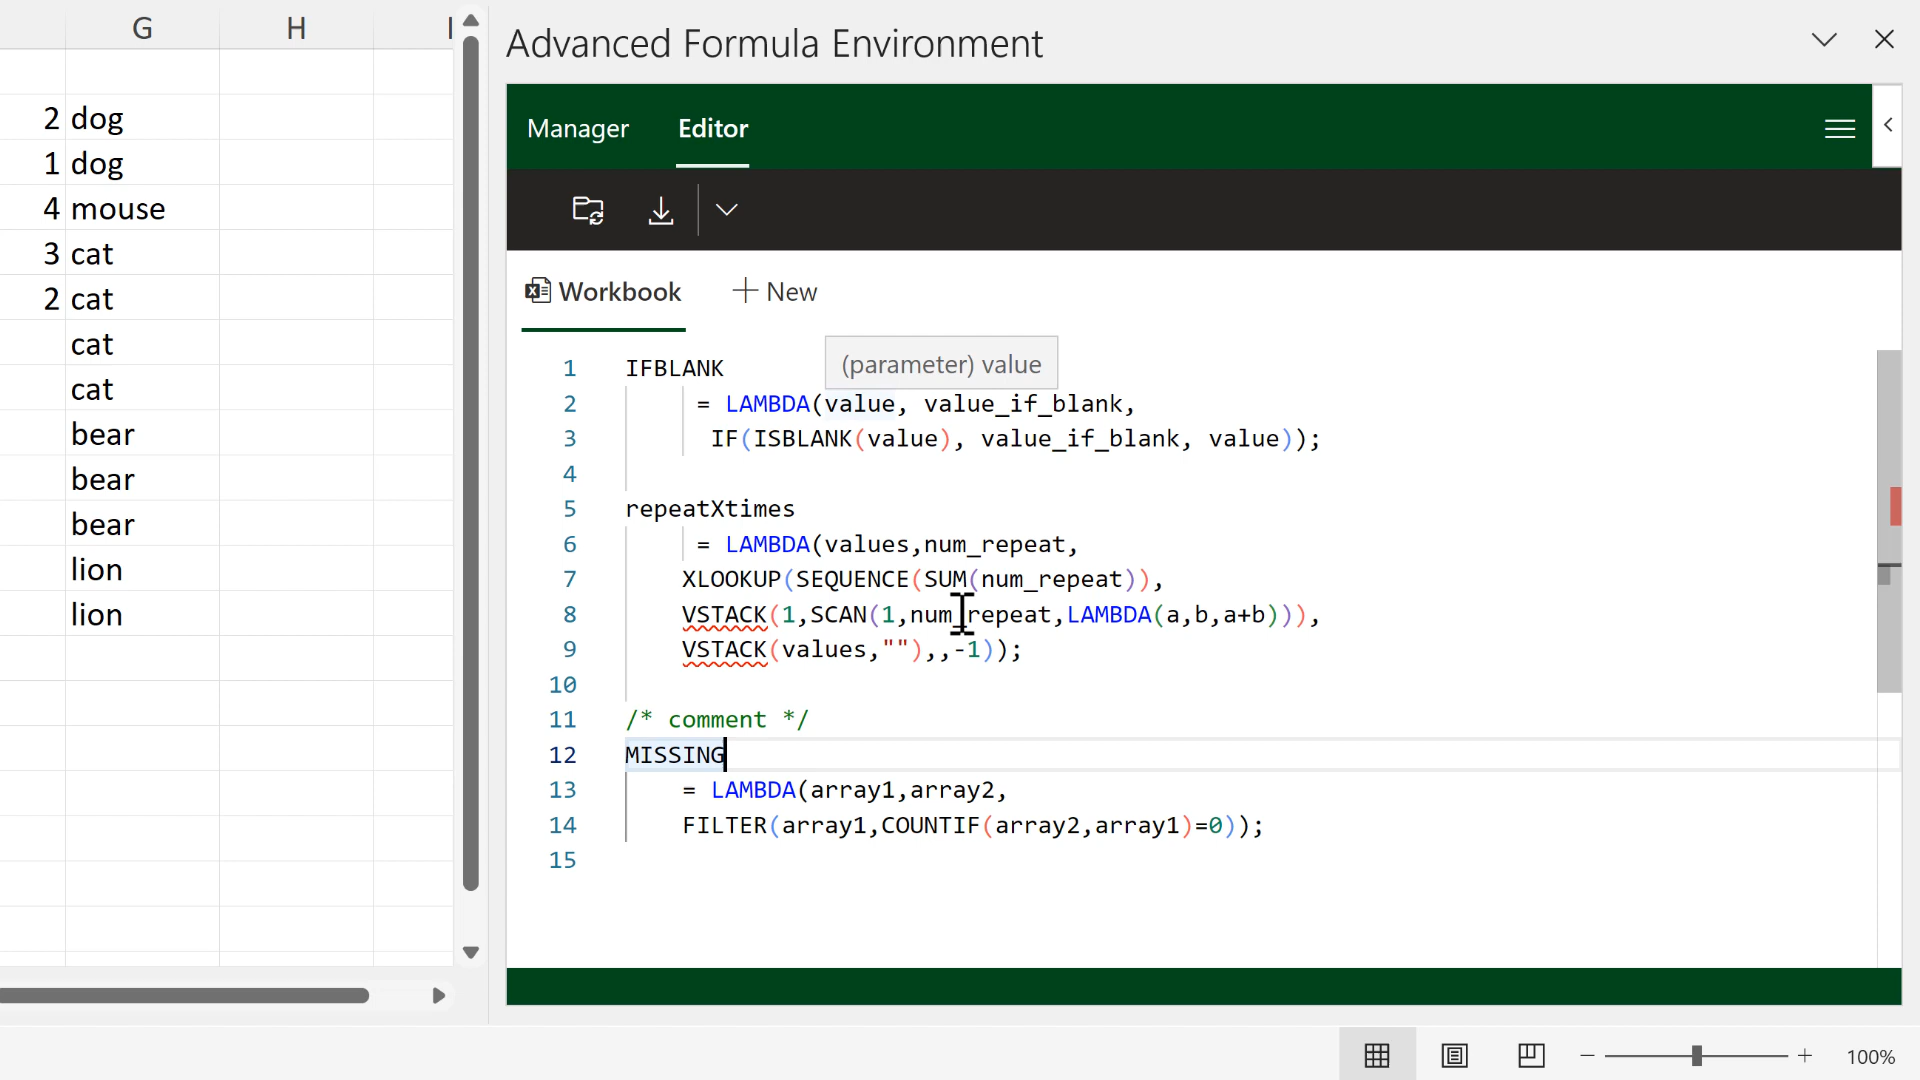 G H
2 dog
1 dog
4 mouse
3 cat
2 cat
cat
cat
bear
bear
bear
lion
lion
Advanced Formula Environment
Manager Editor
Workbook + New
(parameter) value
1 IFBLANK
2 = LAMBDA(value, value_if_blank,
3 IF(ISBLANK(value), value_if_blank, value));
4
5 repeatXtimes
6 = LAMBDA(values,num_repeat,
7 XLOOKUP(SEQUENCE(SUM(num_repeat)),
8 VSTACK(1,SCAN(1,num_repeat,LAMBDA(a,b,a+b))),
9 VSTACK(values,""),,-1));
10
11 /* comment */
12 MISSING
13 = LAMBDA(array1,array2,
14 FILTER(array1,COUNTIF(array2,array1)=0));
15
100%